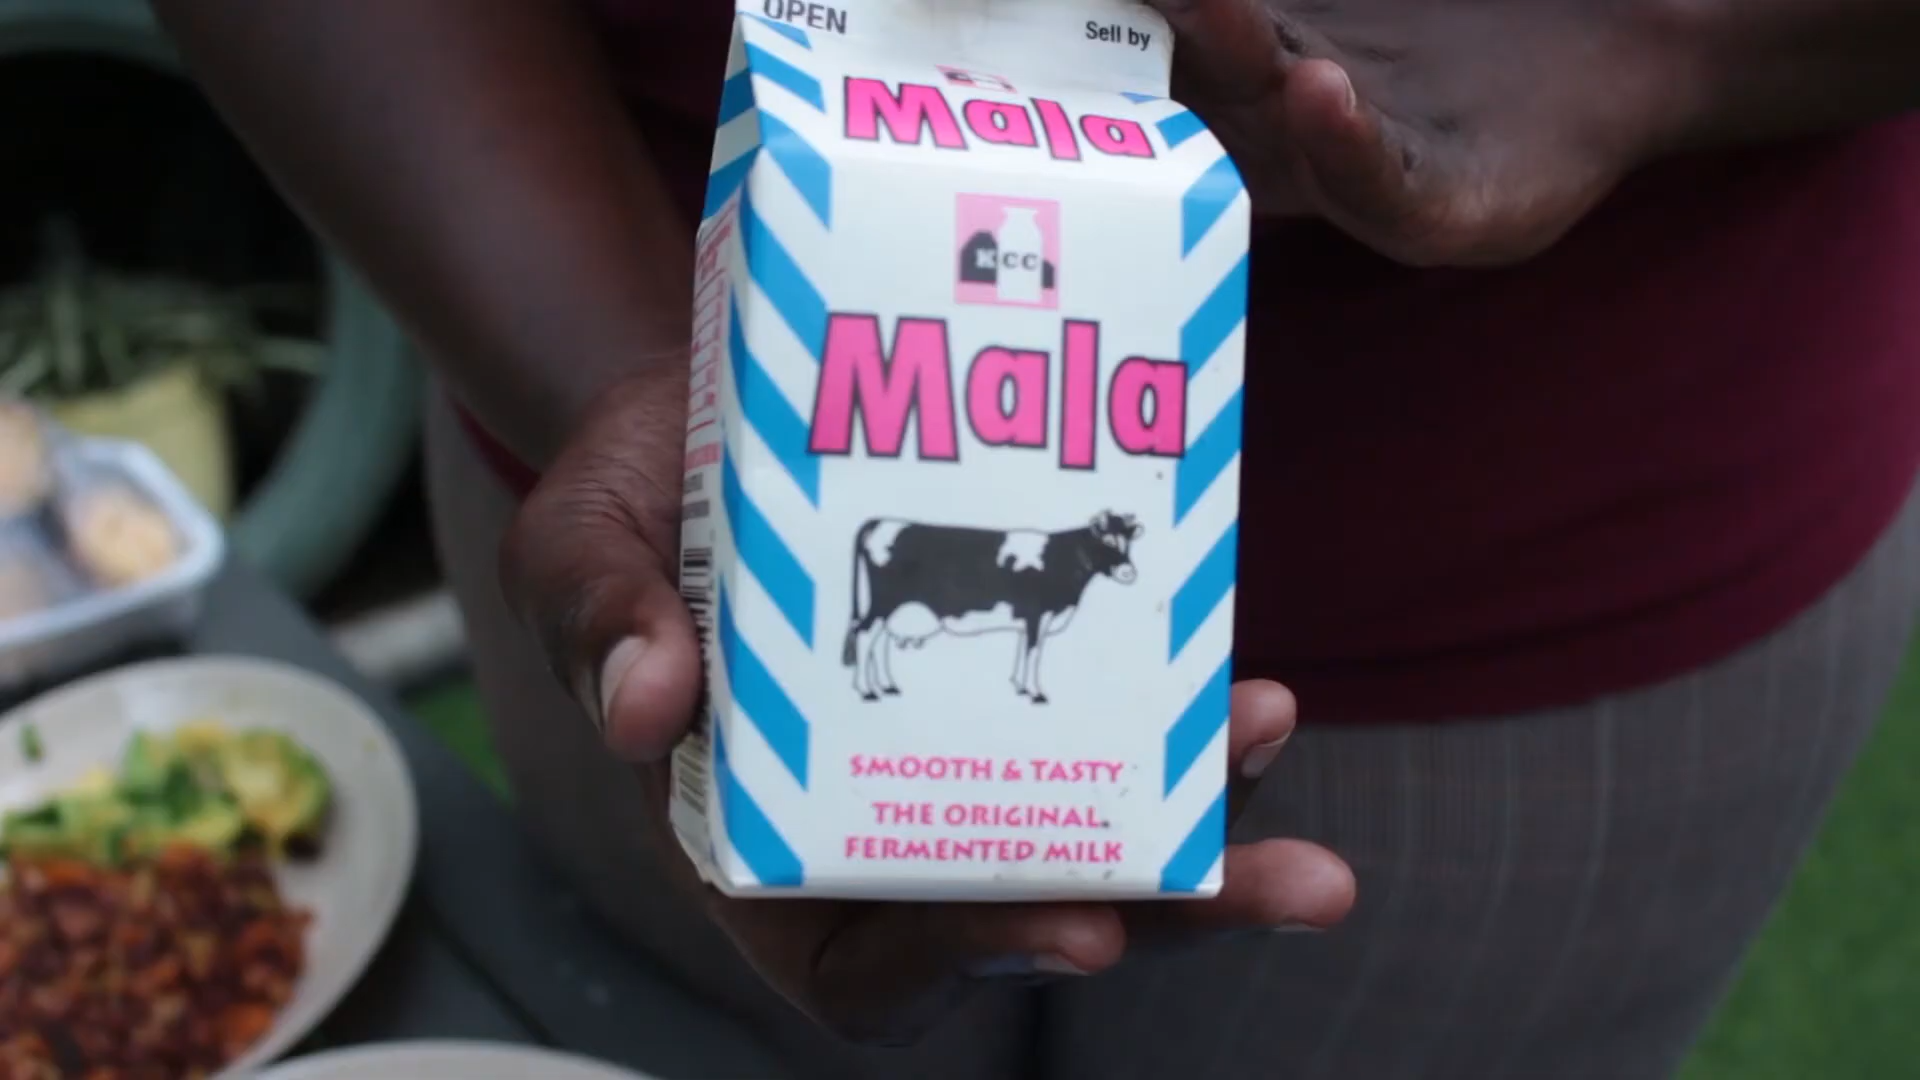 OPEN
Sell by
Mala
KCC
Mala
SMOOTH & TASTY
THE ORIGINAL.
FERMENTED MILK